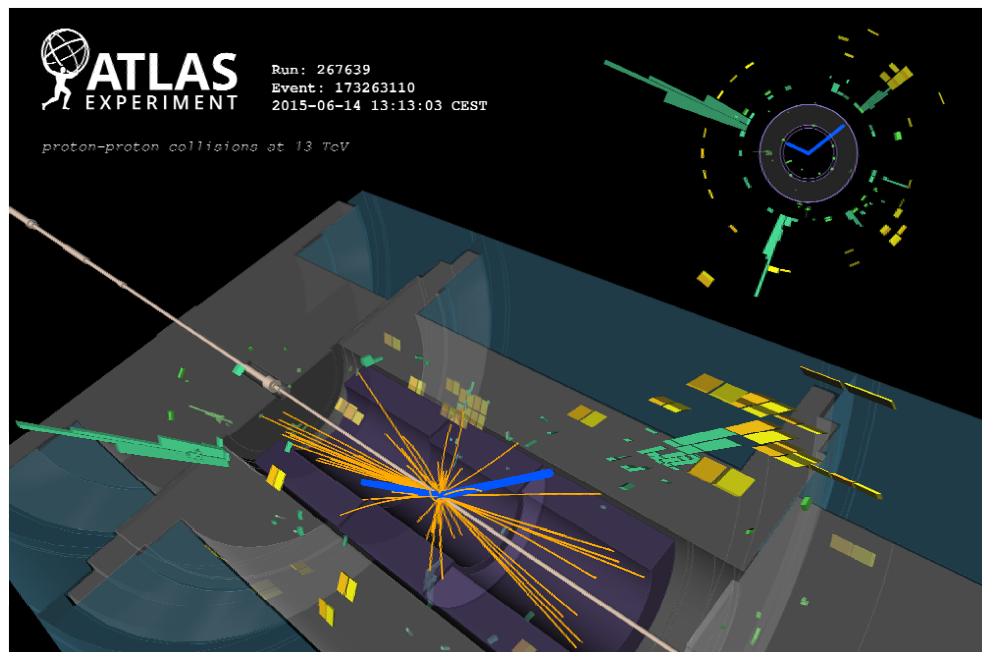 ATLAS
EXPERIMENT
Run: 267639
Event: 173263110
2015-06-14 13:13:03 CEST
proton-proton collisions at 13 TeV